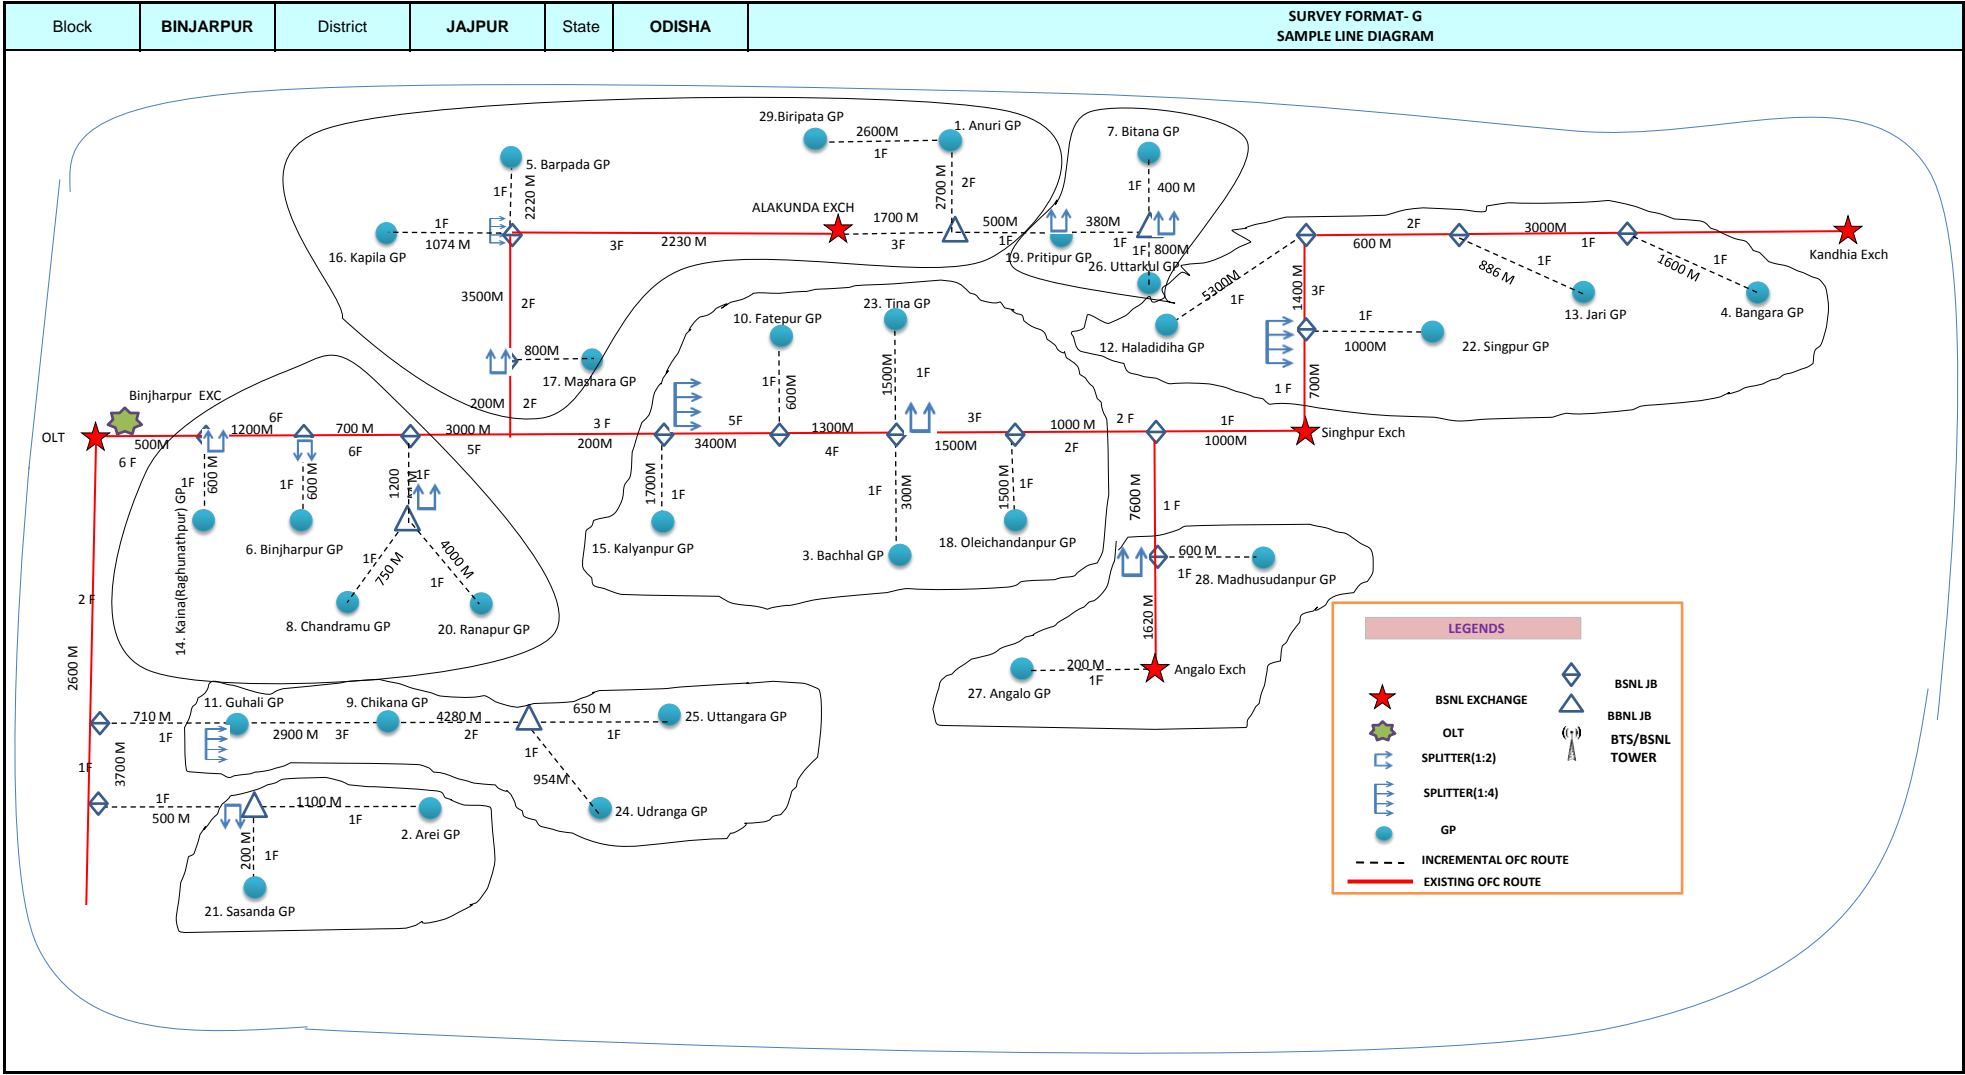 Block BINJARPUR District JAJPUR State ODISHA
SURVEY FORMAT- G
SAMPLE LINE DIAGRAM
29.Biripata GP
2600M
1F
1. Anuri GP
7. Bitana GP
5. Barpada GP
1F
2220 M
2700 M
2F
1F
400 M
ALAKUNDA EXCH
16. Kapila GP
1F
1074 M
3F
2230 M
1700 M
3F
500M
1F
380M
1F
19. Pritipur GP
1F
800M
26. Uttarkul GP
2F
600 M
3000M
1F
Kandhia Exch
886 M
1F
13. Jari GP
1600 M
1F
4. Bangara GP
5300M
1F
12. Haladidiha GP
1400 M
3F
1F
1000M
22. Singpur GP
1 F
700M
3500M
2F
800M
17. Mashara GP
200M
2F
10. Fatepur GP
23. Tina GP
1F
600M
1500M
1F
Binjharpur EXC
OLT
500M
6 F
6F
1200M
700 M
6F
3000 M
5F
3 F
200M
5F
3400M
1300M
4F
3F
1500M
1000 M
2F
2 F
1F
1000M
Singhpur Exch
1F
600 M
14. Kaina(Raghunathpur) GP
1F
600 M
6. Binjharpur GP
1200
M
1F
1F
750 M
8. Chandramu GP
4000 M
1F
20. Ranapur GP
1700M
1F
15. Kalyanpur GP
1F
300M
3. Bachhal GP
1500 M
1F
18. Oleichandanpur GP
7600 M
1 F
600 M
1F
28. Madhusudanpur GP
1620 M
200 M
1F
27. Angalo GP
Angalo Exch
2 F
2600 M
710 M
1F
11. Guhali GP
2900 M
3F
9. Chikana GP
4280 M
2F
650 M
1F
25. Uttangara GP
1F
954M
24. Udranga GP
1F
3700 M
1F
500 M
1100 M
1F
2. Arei GP
200 M
1F
21. Sasanda GP
LEGENDS
BSNL EXCHANGE
BSNL JB
BBNL JB
OLT
BTS/BSNL
TOWER
SPLITTER(1:2)
SPLITTER(1:4)
GP
INCREMENTAL OFC ROUTE
EXISTING OFC ROUTE